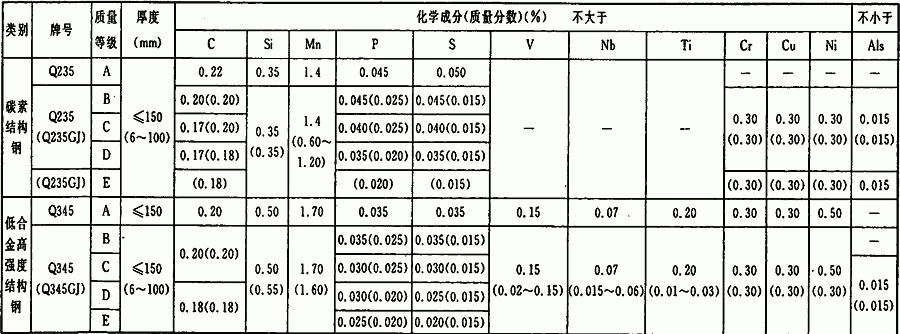 类别 牌号 质量等级 厚度(mm) 化学成分(质量分数)(%) 不大于 不小于
C Si Mn P S V Nb Ti Cr Cu Ni Als
碳素结构钢
Q235 A 0.22 0.35 1.4 0.045 0.050 — — — —
Q235(Q235GJ) ≤150(6~100) 0.35(0.35) 1.4(0.60~1.20) — — — 0.30(0.30) 0.30(0.30) 0.30(0.30) 0.015(0.015)
B 0.20(0.20) 0.045(0.025) 0.045(0.015)
C 0.17(0.20) 0.040(0.025) 0.040(0.015)
D 0.17(0.18) 0.035(0.020) 0.035(0.015)
(Q235GJ) E (0.18) (0.020) (0.015) (0.30) (0.30) (0.30) 0.015
低合金高强度结构钢
Q345 A ≤150 0.20 0.50 1.70 0.035 0.035 0.15 0.07 0.20 0.30 0.30 0.50 —
Q345(Q345GJ) ≤150(6~100) 0.50(0.55) 1.70(1.60) 0.15(0.02~0.15) 0.07(0.015~0.06) 0.20(0.01~0.03) 0.30(0.30) 0.30(0.30) 0.50(0.30)
B 0.20(0.20) 0.035(0.025) 0.035(0.015) —
C 0.030(0.025) 0.030(0.015) 0.015(0.015)
D 0.18(0.18) 0.030(0.020) 0.025(0.015)
E 0.025(0.020) 0.020(0.015)